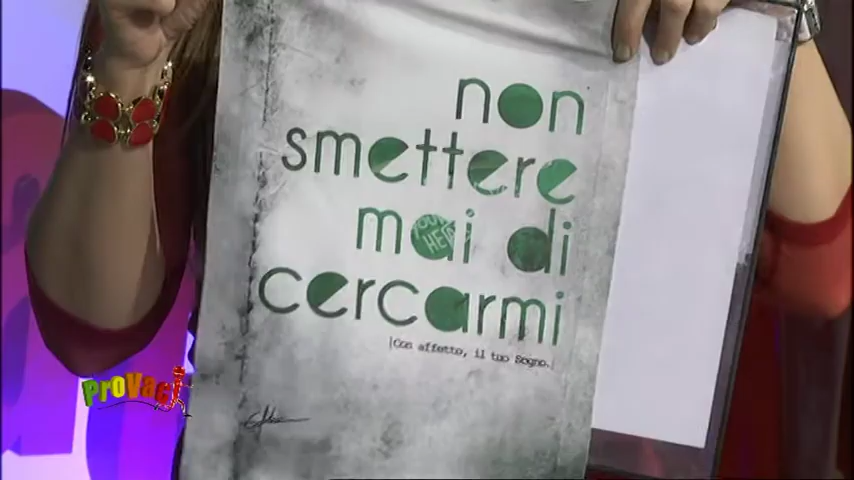 non
smettere
mai di
cercarmi
|Con affetto, il tuo Sogno.
ProVaci